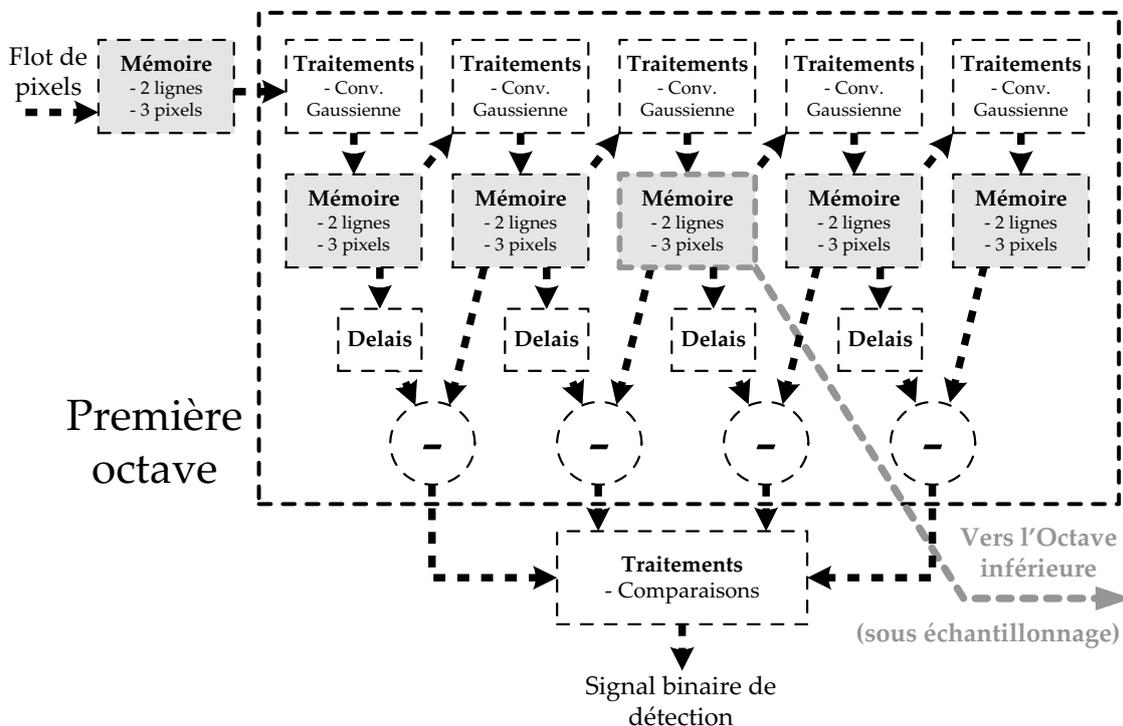 Flot de
pixels
Mémoire
- 2 lignes
- 3 pixels
Traitements
- Conv.
Gaussienne
Traitements
- Conv.
Gaussienne
Traitements
- Conv.
Gaussienne
Traitements
- Conv.
Gaussienne
Traitements
- Conv.
Gaussienne
Mémoire
- 2 lignes
- 3 pixels
Mémoire
- 2 lignes
- 3 pixels
Mémoire
- 2 lignes
- 3 pixels
Mémoire
- 2 lignes
- 3 pixels
Mémoire
- 2 lignes
- 3 pixels
Delais
Delais
Delais
Delais
Première
octave
-
-
-
-
Traitements
- Comparaisons
Vers l'Octave
inférieure
(sous échantillonnage)
Signal binaire de
détection